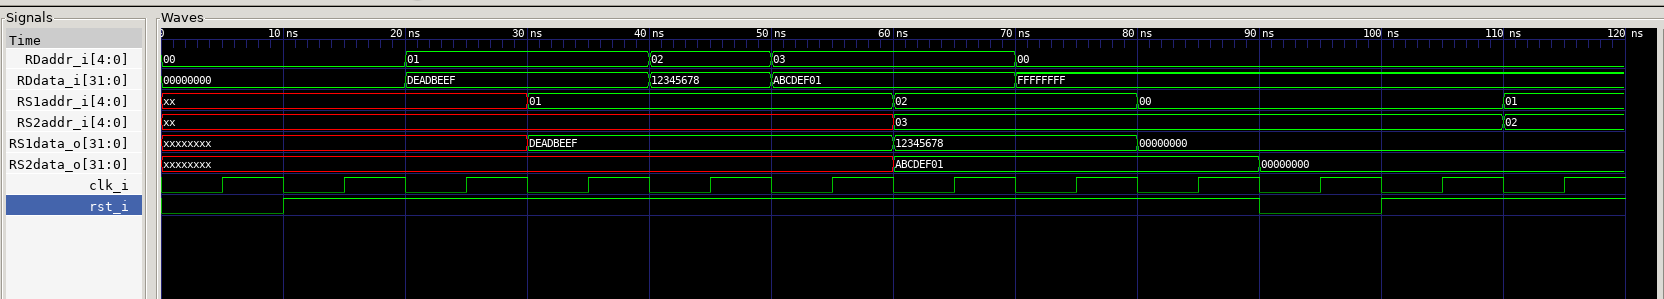 Signals Waves
Time 0 10 ns 20 ns 30 ns 40 ns 50 ns 60 ns 70 ns 80 ns 90 ns 100 ns 110 ns 120 ns
RDaddr_i[4:0] 00 01 02 03 00
RDdata_i[31:0] 00000000 DEADBEEF 12345678 ABCDEF01 FFFFFFFF
RS1addr_i[4:0] xx 01 02 00 01
RS2addr_i[4:0] xx 03 02
RS1data_o[31:0] xxxxxxxx DEADBEEF 12345678 00000000
RS2data_o[31:0] xxxxxxxx ABCDEF01 00000000
clk_i
rst_i